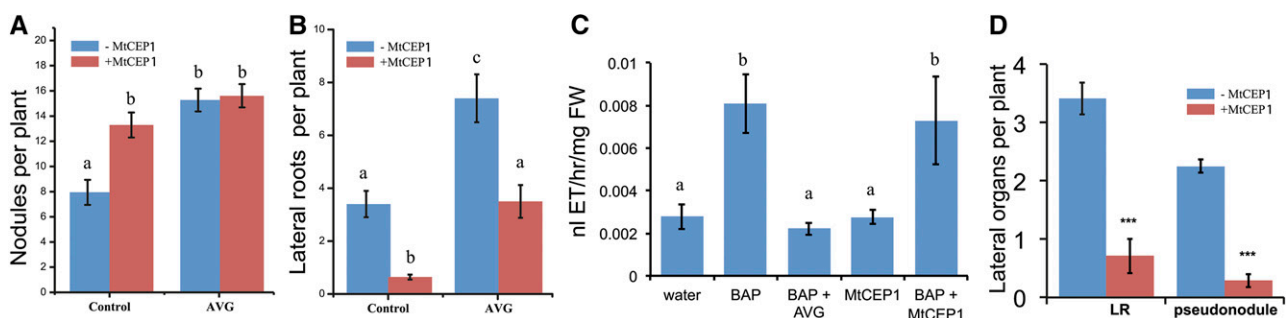 A
Nodules per plant
20
18
16
14
12
10
8
6
4
2
0
- MtCEP1
+MtCEP1
a
b
b
b
Control
AVG
B
Lateral roots per plant
10
8
6
4
2
0
- MtCEP1
+MtCEP1
a
b
c
a
Control
AVG
C
nl ET/hr/mg FW
0.01
0.008
0.006
0.004
0.002
0
a
b
a
a
b
water
BAP
BAP +
AVG
MtCEP1
BAP +
MtCEP1
D
Lateral organs per plant
4
3
2
1
0
- MtCEP1
+MtCEP1
***
***
LR
pseudonodule